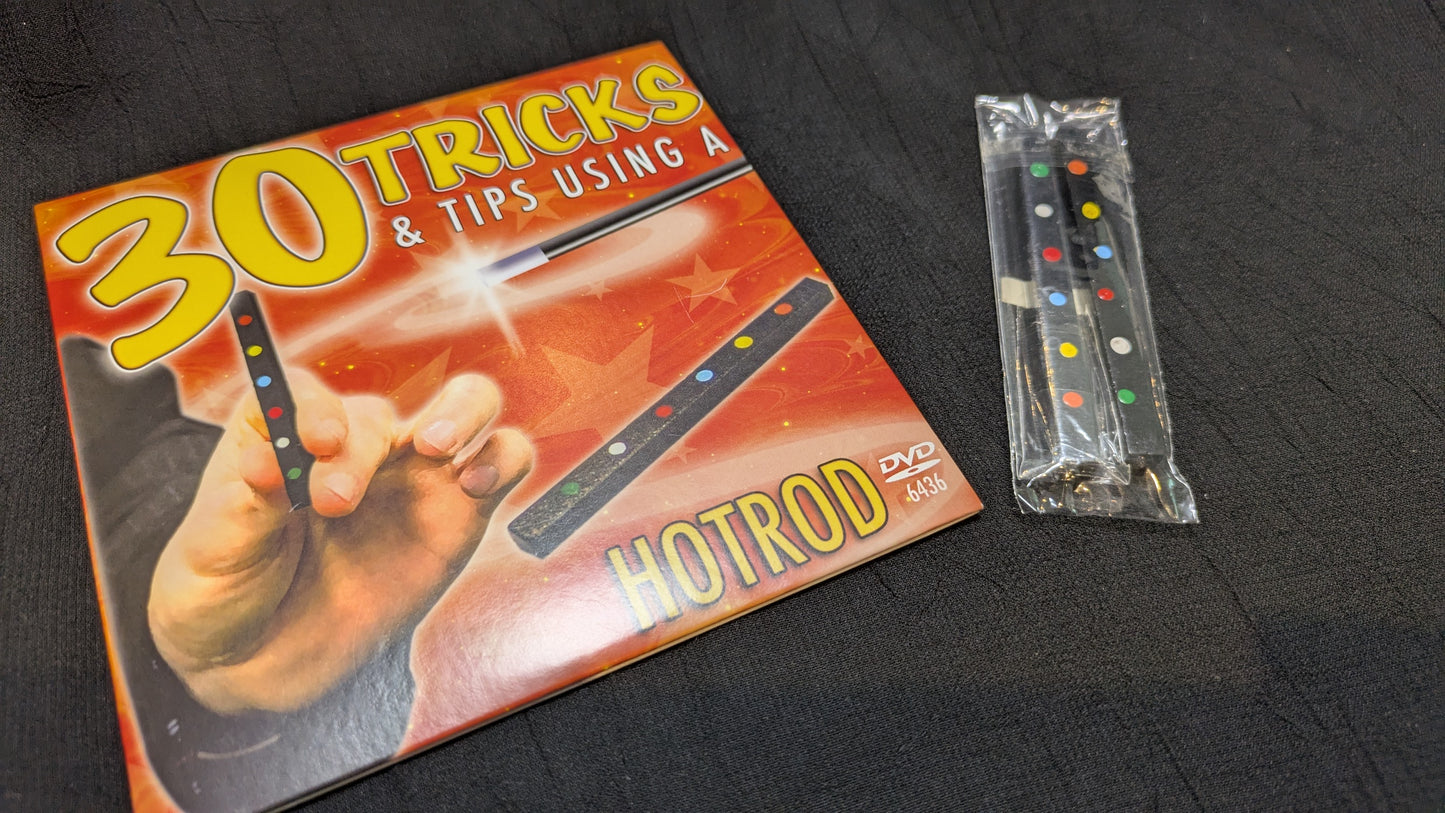 30 TRICKS
& TIPS USING A
HOTROD
DVD
6436